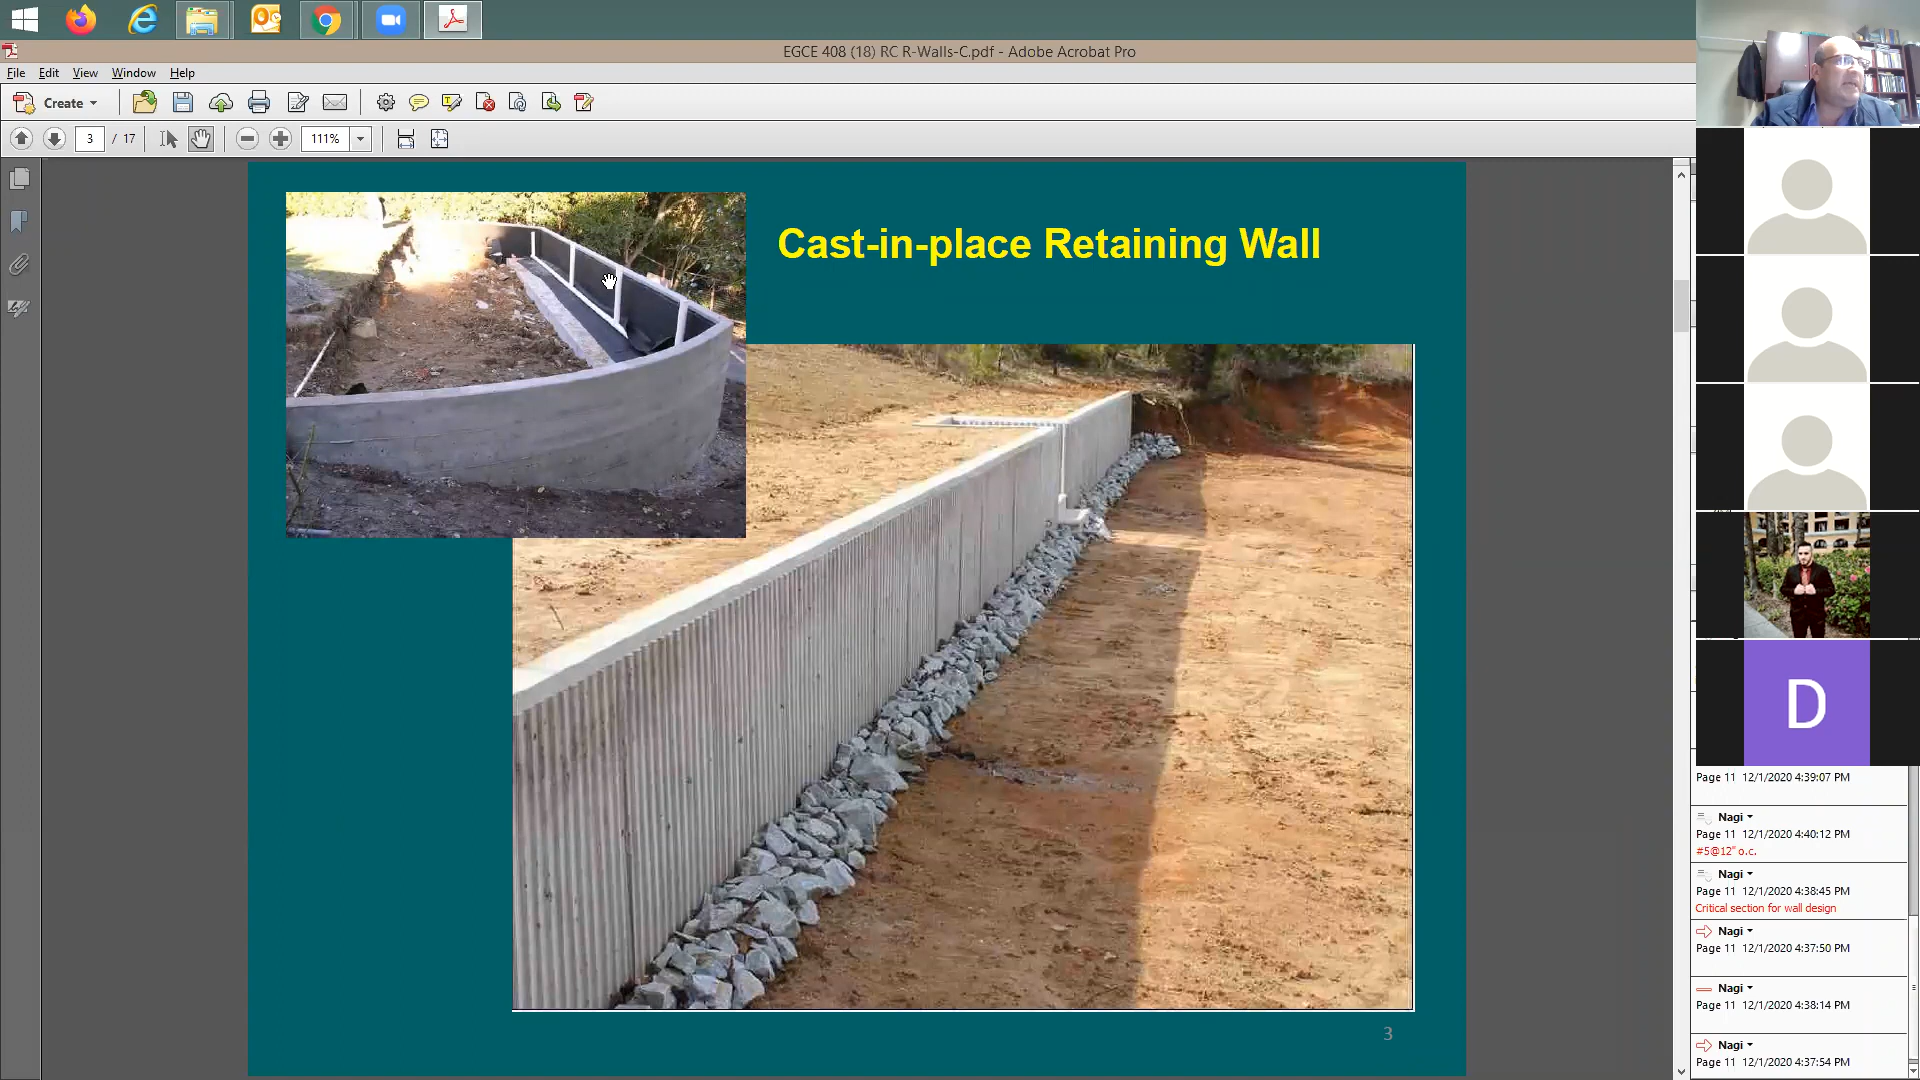 EGCE 408 (18) RC R-Walls-C.pdf - Adobe Acrobat Pro
File Edit View Window Help
Create
3 / 17 111%
Cast-in-place Retaining Wall
3
D
Page 11 12/1/2020 4:39:07 PM
Nagi
Page 11 12/1/2020 4:40:12 PM
#5@12" o.c.
Nagi
Page 11 12/1/2020 4:38:45 PM
Critical section for wall design
Nagi
Page 11 12/1/2020 4:37:50 PM
Nagi
Page 11 12/1/2020 4:38:14 PM
Nagi
Page 11 12/1/2020 4:37:54 PM